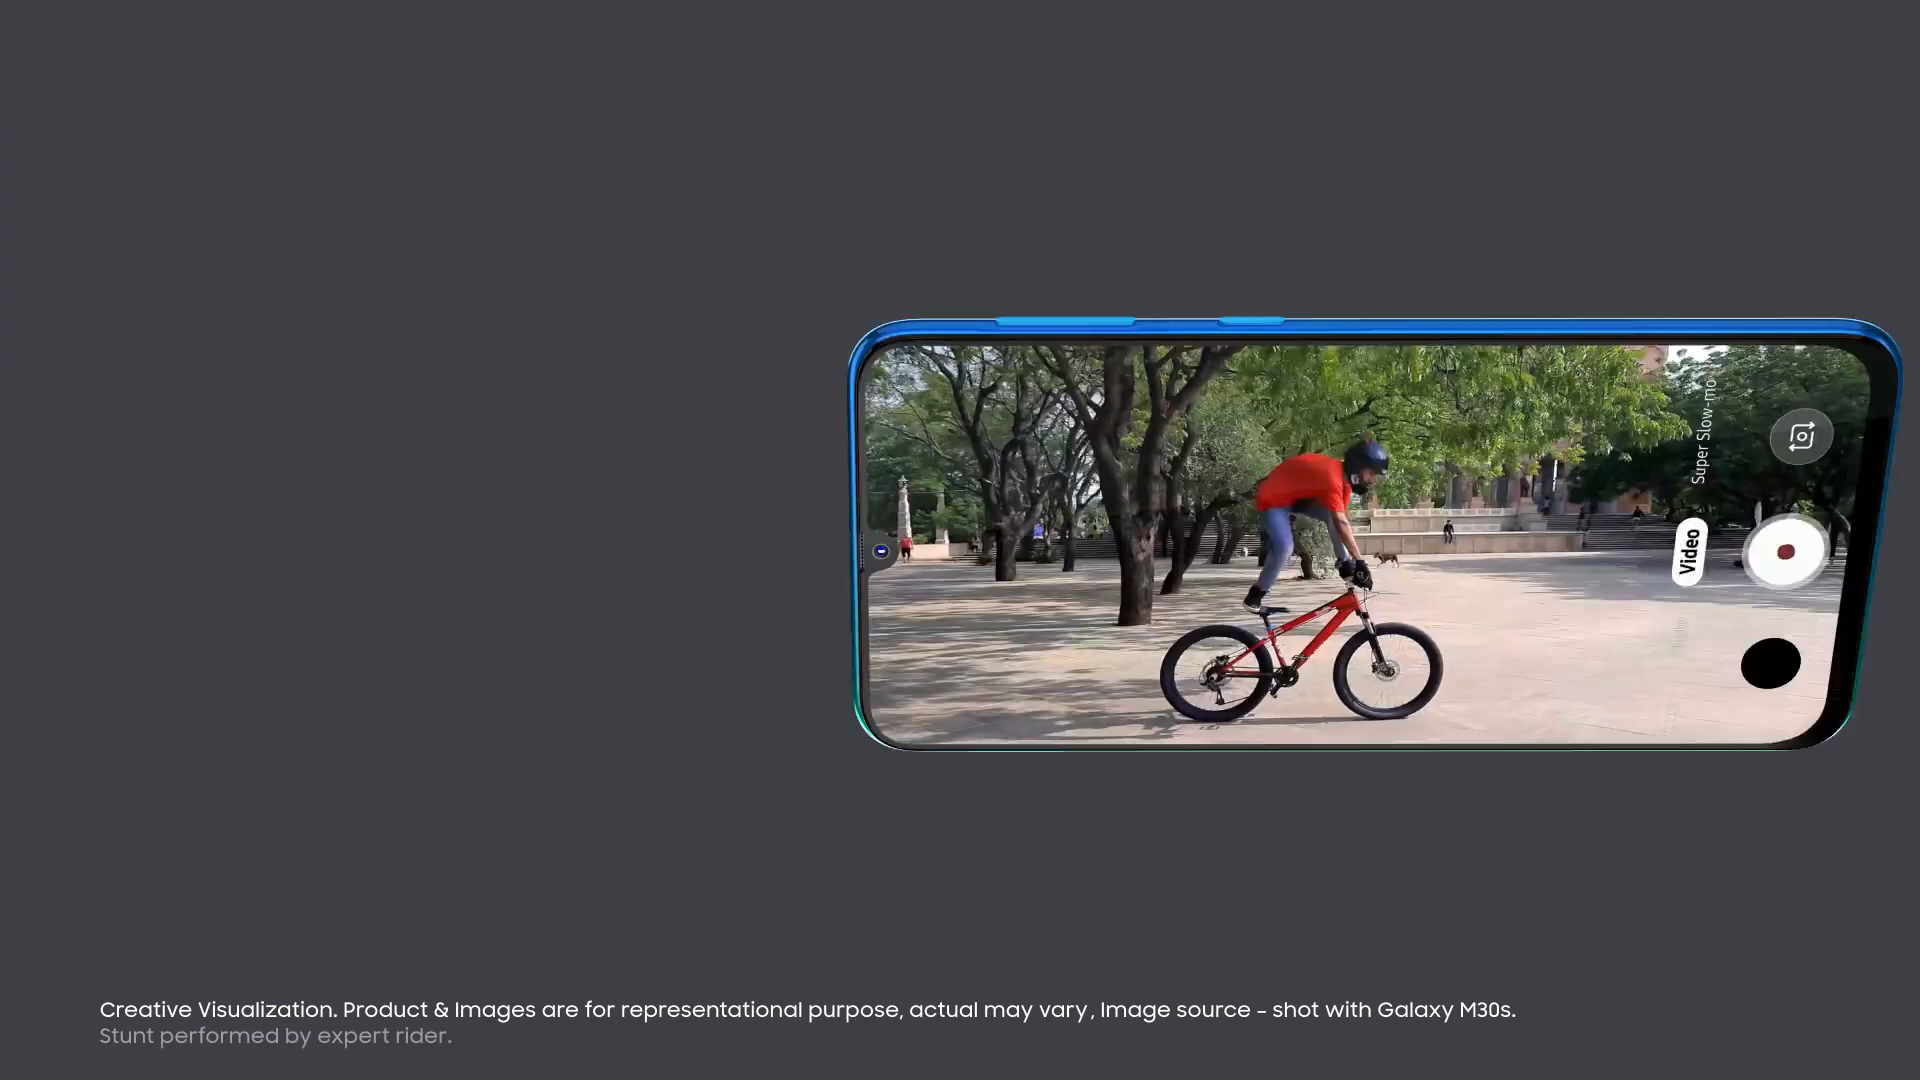 Super Slow-mo
Video
Creative Visualization. Product & Images are for representational purpose, actual may vary, Image source - shot with Galaxy M30s.
Stunt performed by expert rider.